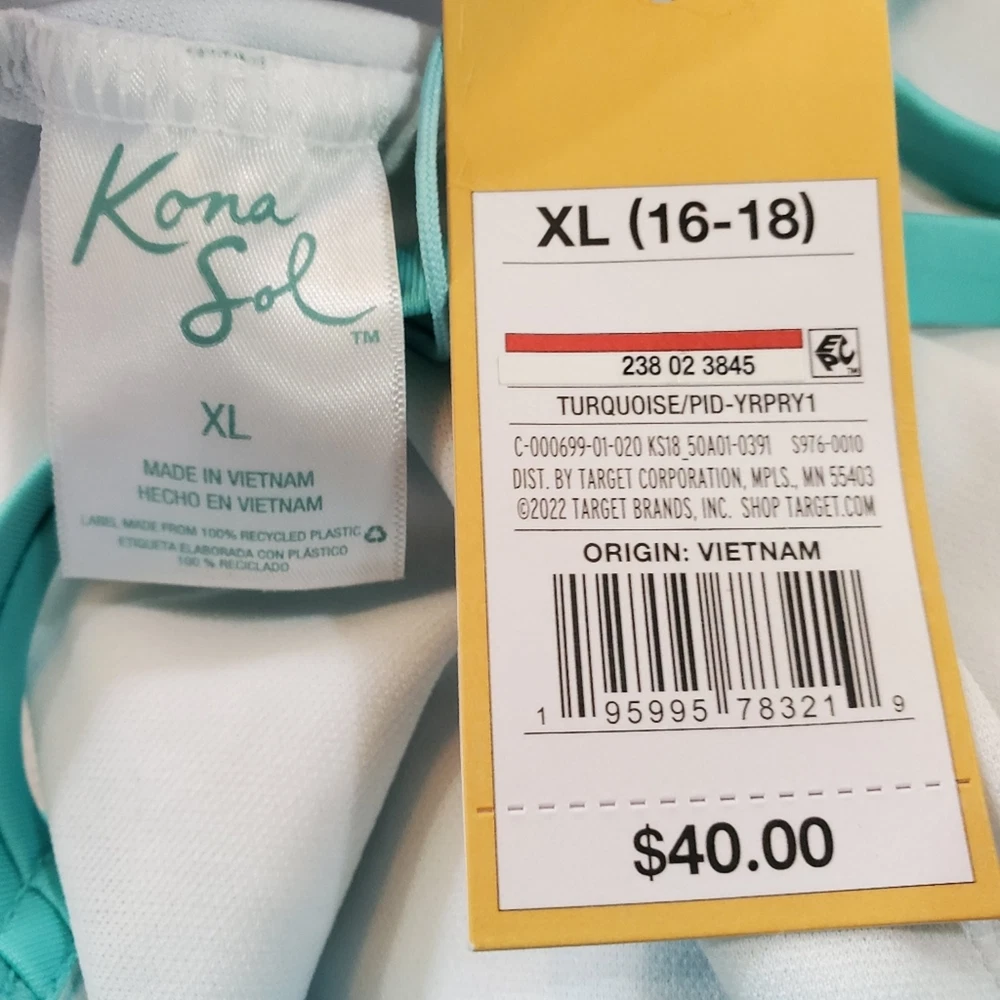 Kona
Sol
TM
XL
MADE IN VIETNAM
HECHO EN VIETNAM
LABEL MADE FROM 100% RECYCLED PLASTIC
ETIQUETA ELABORADA CON PLÁSTICO
100 % RECICLADO
XL (16-18)
238 02 3845
EPC TM
TURQUOISE/PID-YRPRY1
C-000699-01-020 KS18_50A01-0391 S976-0010
DIST. BY TARGET CORPORATION, MPLS., MN 55403
©2022 TARGET BRANDS, INC. SHOP TARGET.COM
ORIGIN: VIETNAM
1 95995 78321 9
$40.00